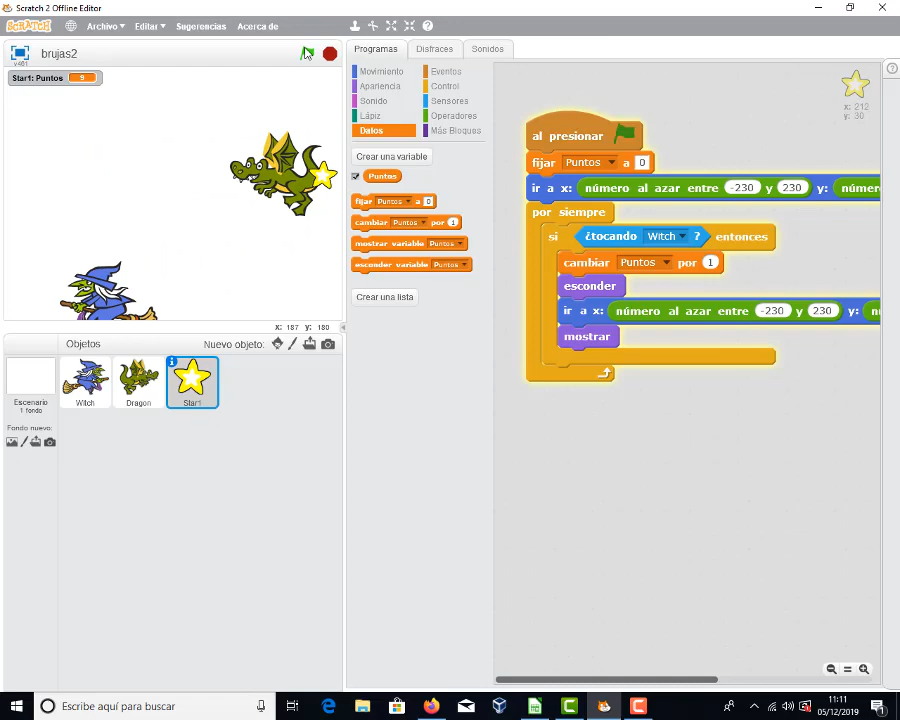 Scratch 2 Offline Editor
SCRATCH Archivo Editar Sugerencias Acerca de
brujas2
v461
Start1: Puntos 9
x: 187 y: 180
Objetos Nuevo objeto:
Escenario
1 fondo
Fondo nuevo:
Witch Dragon Start1
Programas Disfraces Sonidos
Movimiento Eventos
Apariencia Control
Sonido Sensores
Lápiz Operadores
Datos Más Bloques
Crear una variable
Puntos
fijar Puntos a 0
cambiar Puntos por 1
mostrar variable Puntos
esconder variable Puntos
Crear una lista
x: 212
y: 30
al presionar
fijar Puntos a 0
ir a x: número al azar entre -230 y 230 y: núme
por siempre
si ¿tocando Witch ? entonces
cambiar Puntos por 1
esconder
ir a x: número al azar entre -230 y 230 y:
mostrar
Escribe aquí para buscar
11:11
05/12/2019
1